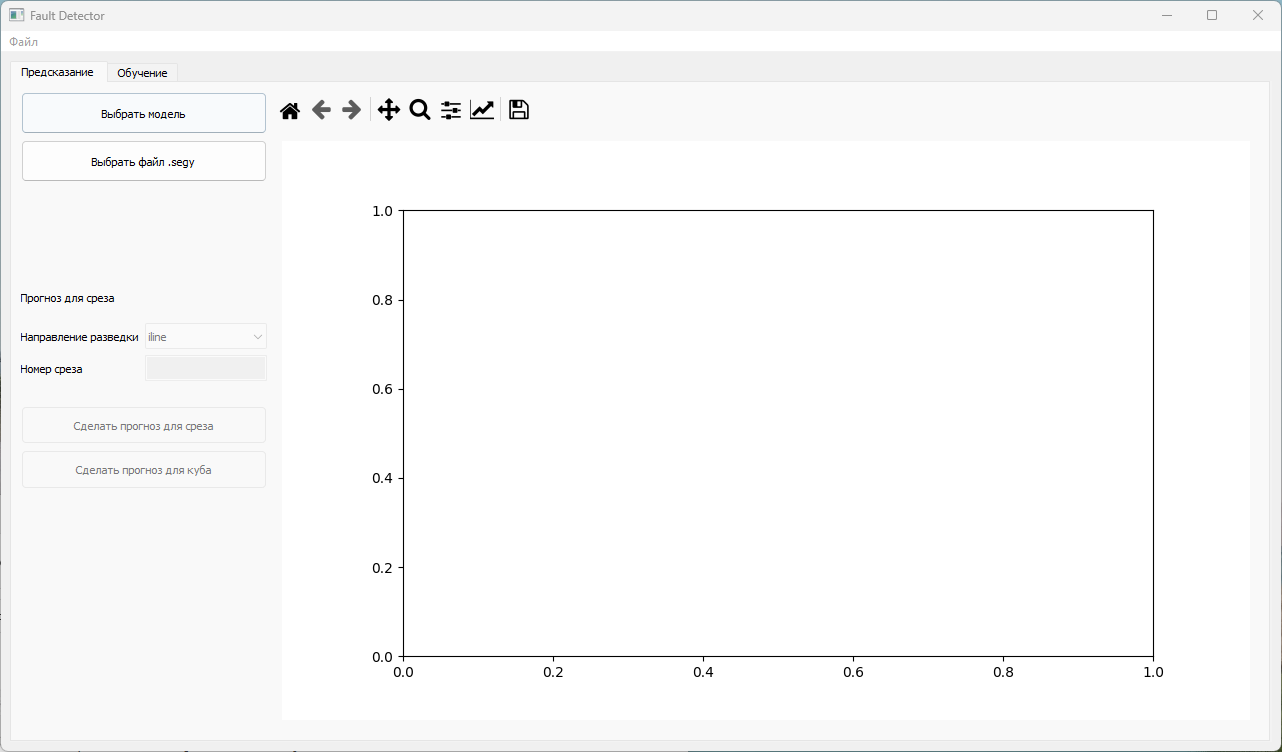 Fault Detector
Файл
Предсказание
Обучение
Выбрать модель
Выбрать файл .segy
Прогноз для среза
Направление разведки
iline
Номер среза
Сделать прогноз для среза
Сделать прогноз для куба
1.0
0.8
0.6
0.4
0.2
0.0
0.0 0.2 0.4 0.6 0.8 1.0